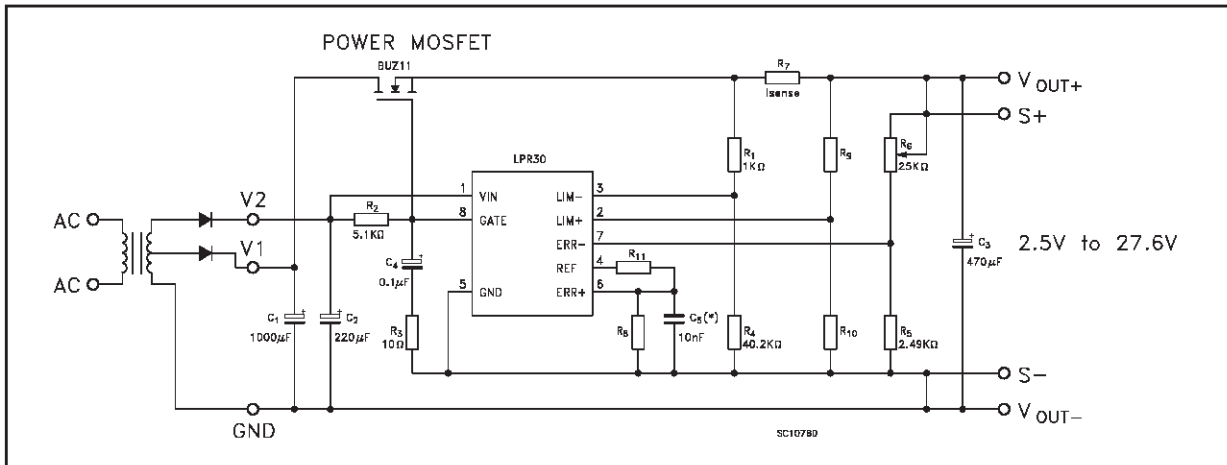 POWER MOSFET
BUZ11
R7
Isense
VOUT+
S+
R1
1KΩ
R9
R6
25KΩ
LPR30
1 VIN LIM- 3
8 GATE LIM+ 2
ERR- 7
REF 4
5 GND ERR+ 6
AC
AC
V2
V1
R2
5.1KΩ
C4
0.1µF
R11
C3
470µF
2.5V to 27.6V
C1
1000µF
C2
220µF
R3
10Ω
R8
C5(*)
10nF
R4
40.2KΩ
R10
R5
2.49KΩ
S-
VOUT-
GND
SC10780